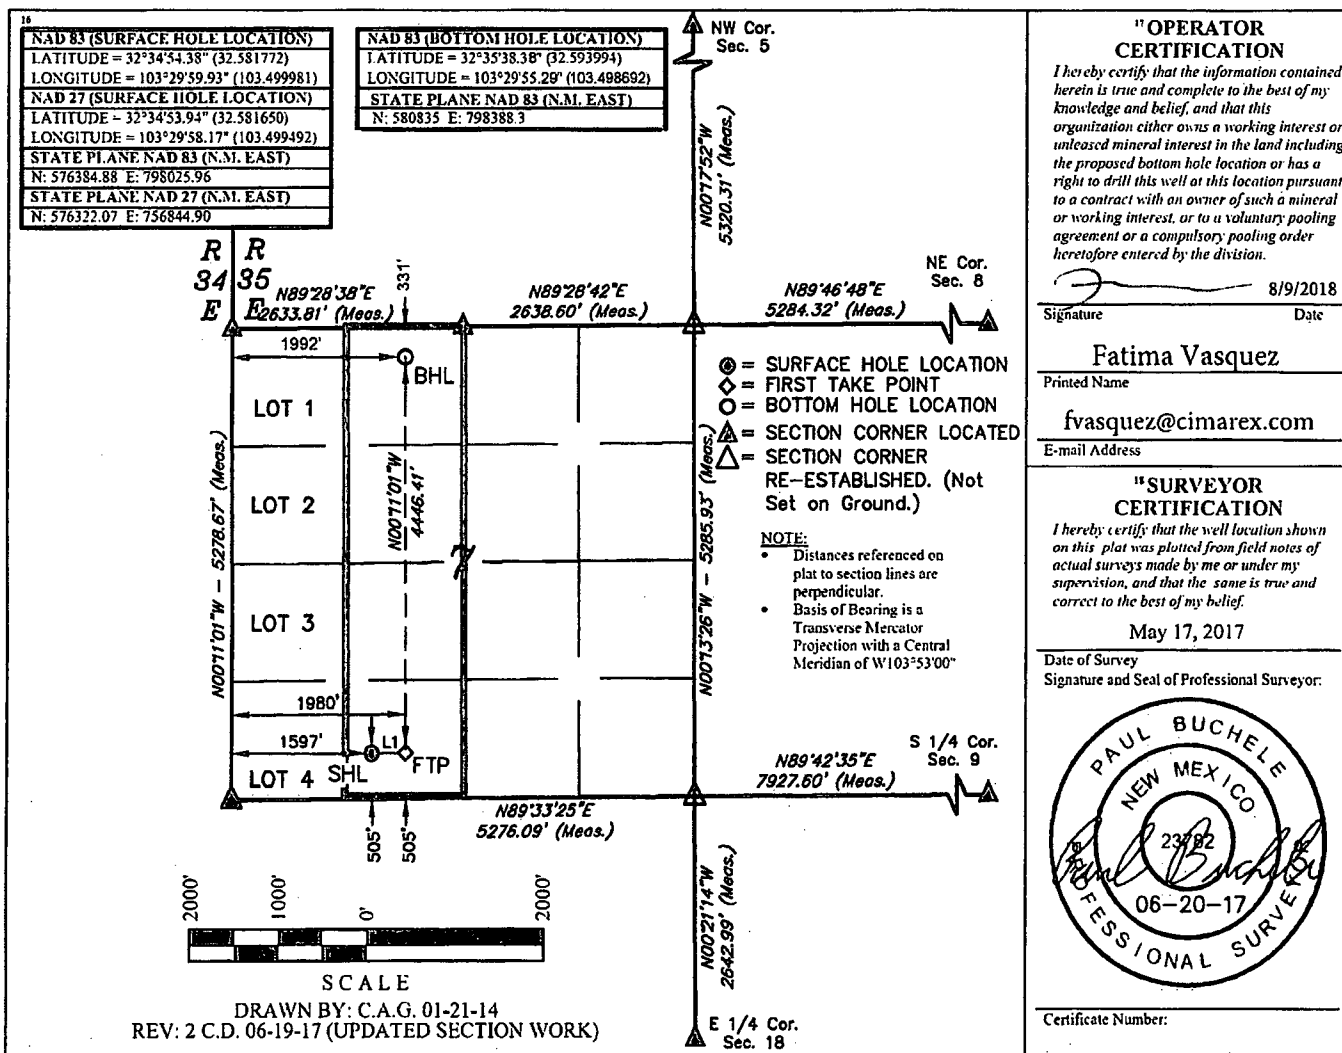 16
NAD 83 (SURFACE HOLE LOCATION)
LATITUDE = 32°34'54.38" (32.581772)
LONGITUDE = 103°29'59.93" (103.499981)
NAD 27 (SURFACE HOLE LOCATION)
LATITUDE = 32°34'53.94" (32.581650)
LONGITUDE = 103°29'58.17" (103.499492)
STATE PLANE NAD 83 (N.M. EAST)
N: 576384.88 E: 798025.96
STATE PLANE NAD 27 (N.M. EAST)
N: 576322.07 E: 756844.90
NAD 83 (BOTTOM HOLE LOCATION)
LATITUDE = 32°35'38.38" (32.593994)
LONGITUDE = 103°29'55.29" (103.498692)
STATE PLANE NAD 83 (N.M. EAST)
N: 580835 E: 798388.3
NW Cor.
Sec. 5
N00°17'52"W
5320.31' (Meas.)
R R
34 35
E E
N89°28'38"E
2633.81' (Meas.)
331'
N89°28'42"E
2638.60' (Meas.)
N89°46'48"E
5284.32' (Meas.)
NE Cor.
Sec. 8
1992'
BHL
LOT 1
LOT 2
LOT 3
LOT 4
N00°11'01"W - 5278.67' (Meas.)
N00°11'01"W
4446.41'
7
N00°13'26"W - 5285.93' (Meas.)
1980'
1597'
L1
SHL
FTP
505'
505'
= SURFACE HOLE LOCATION
= FIRST TAKE POINT
= BOTTOM HOLE LOCATION
= SECTION CORNER LOCATED
= SECTION CORNER
RE-ESTABLISHED. (Not
Set on Ground.)
NOTE:
• Distances referenced on
plat to section lines are
perpendicular.
• Basis of Bearing is a
Transverse Mercator
Projection with a Central
Meridian of W103°53'00"
S 1/4 Cor.
Sec. 9
N89°42'35"E
7927.60' (Meas.)
N89°33'25"E
5276.09' (Meas.)
N00°21'14"W
2642.99' (Meas.)
E 1/4 Cor.
Sec. 18
2000' 1000' 0' 2000'
SCALE
DRAWN BY: C.A.G. 01-21-14
REV: 2 C.D. 06-19-17 (UPDATED SECTION WORK)
17 OPERATOR
CERTIFICATION
I hereby certify that the information contained
herein is true and complete to the best of my
knowledge and belief, and that this
organization either owns a working interest or
unleased mineral interest in the land including
the proposed bottom hole location or has a
right to drill this well at this location pursuant
to a contract with an owner of such a mineral
or working interest, or to a voluntary pooling
agreement or a compulsory pooling order
heretofore entered by the division.
8/9/2018
Signature Date
Fatima Vasquez
Printed Name
fvasquez@cimarex.com
E-mail Address
18 SURVEYOR
CERTIFICATION
I hereby certify that the well location shown
on this plat was plotted from field notes of
actual surveys made by me or under my
supervision, and that the same is true and
correct to the best of my belief.
May 17, 2017
Date of Survey
Signature and Seal of Professional Surveyor:
PAUL BUCHELE
NEW MEXICO
23782
Paul Buchele
06-20-17
PROFESSIONAL SURVEYOR
Certificate Number: